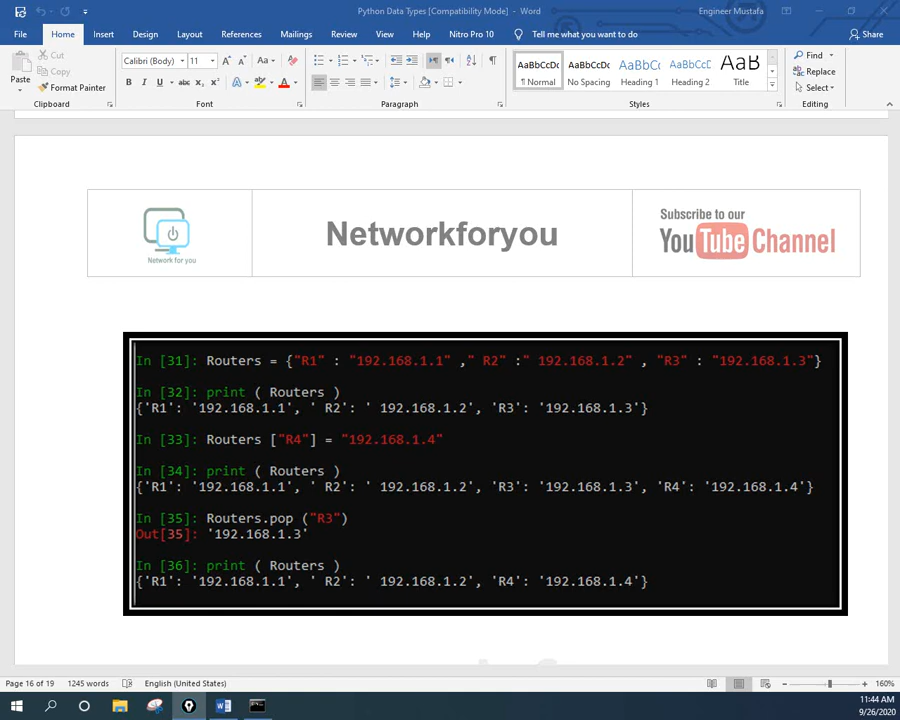 Python Data Types [Compatibility Mode] - Word
Engineer Mustafa
File Home Insert Design Layout References Mailings Review View Help Nitro Pro 10 Tell me what you want to do Share
Paste Cut Copy Format Painter
Calibri (Body) 11
AaBbCcDc AaBbCcDc AaBbCc AaBbCcD AaB
¶ Normal No Spacing Heading 1 Heading 2 Title
Find Replace Select
Clipboard Font Paragraph Styles Editing
Network for you
Networkforyou
Subscribe to our
YouTube Channel
In [31]: Routers = {"R1" : "192.168.1.1" ," R2" :" 192.168.1.2" , "R3" : "192.168.1.3"}
In [32]: print ( Routers )
{'R1': '192.168.1.1', ' R2': ' 192.168.1.2', 'R3': '192.168.1.3'}
In [33]: Routers ["R4"] = "192.168.1.4"
In [34]: print ( Routers )
{'R1': '192.168.1.1', ' R2': ' 192.168.1.2', 'R3': '192.168.1.3', 'R4': '192.168.1.4'}
In [35]: Routers.pop ("R3")
Out[35]: '192.168.1.3'
In [36]: print ( Routers )
{'R1': '192.168.1.1', ' R2': ' 192.168.1.2', 'R4': '192.168.1.4'}
Page 16 of 19 1245 words English (United States) 160%
11:44 AM
9/26/2020